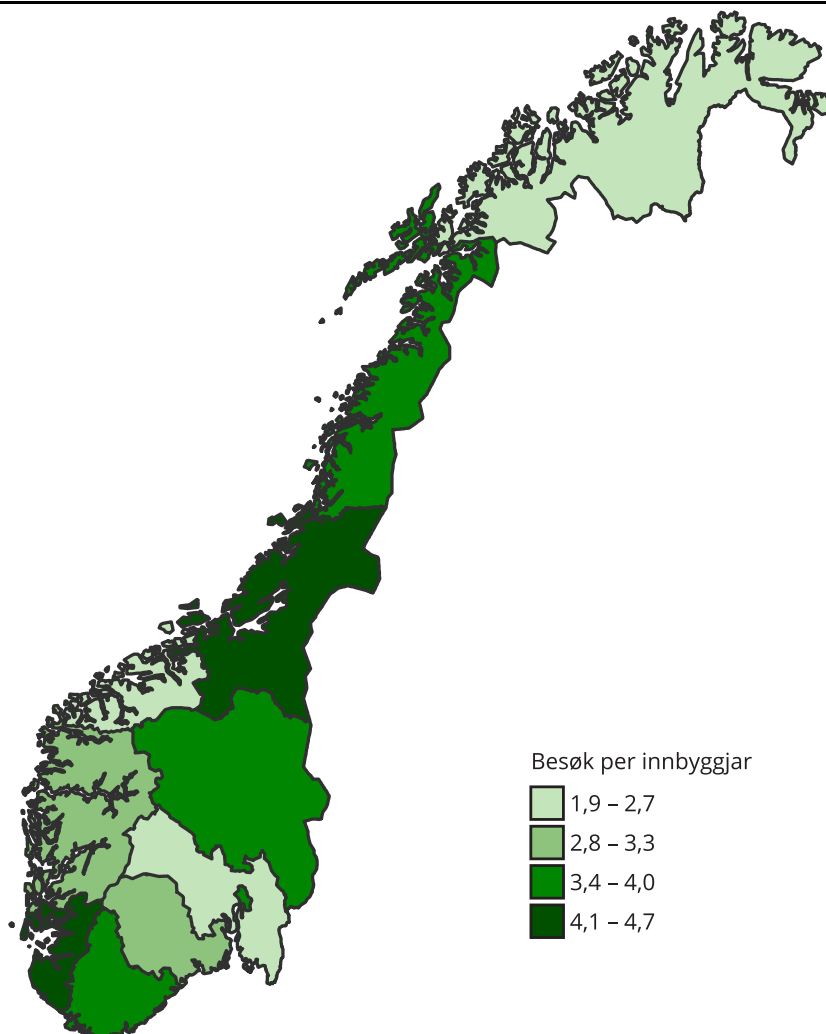 Besøk per innbyggjar
1,9 – 2,7
2,8 – 3,3
3,4 – 4,0
4,1 – 4,7